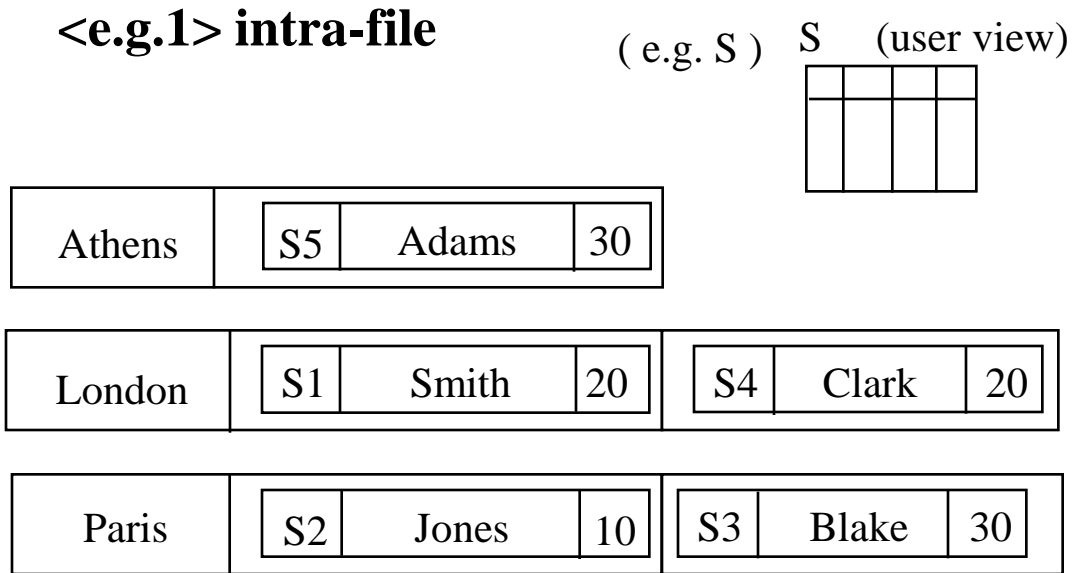 <e.g.1> intra-file
( e.g. S ) S (user view)
Athens S5 Adams 30
London S1 Smith 20 S4 Clark 20
Paris S2 Jones 10 S3 Blake 30